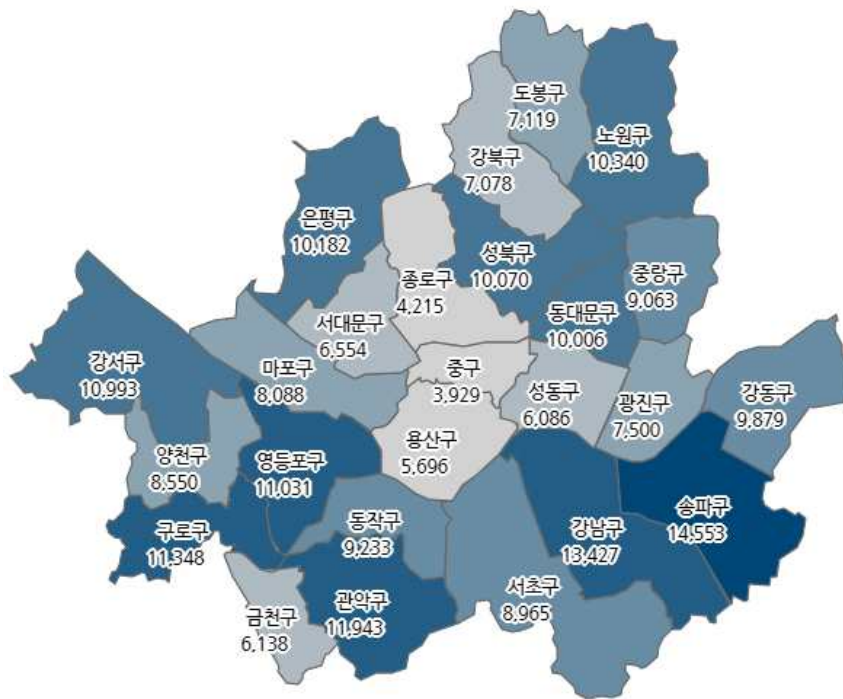 도봉구
7,119
노원구
10,340
강북구
7,078
은평구
10,182
성북구
10,070
중랑구
9,063
종로구
4,215
동대문구
10,006
서대문구
6,554
강서구
10,993
마포구
8,088
중구
3,929
성동구
6,086
광진구
7,500
강동구
9,879
양천구
8,550
영등포구
11,031
용산구
5,696
송파구
14,553
구로구
11,348
동작구
9,233
강남구
13,427
서초구
8,965
금천구
6,138
관악구
11,943